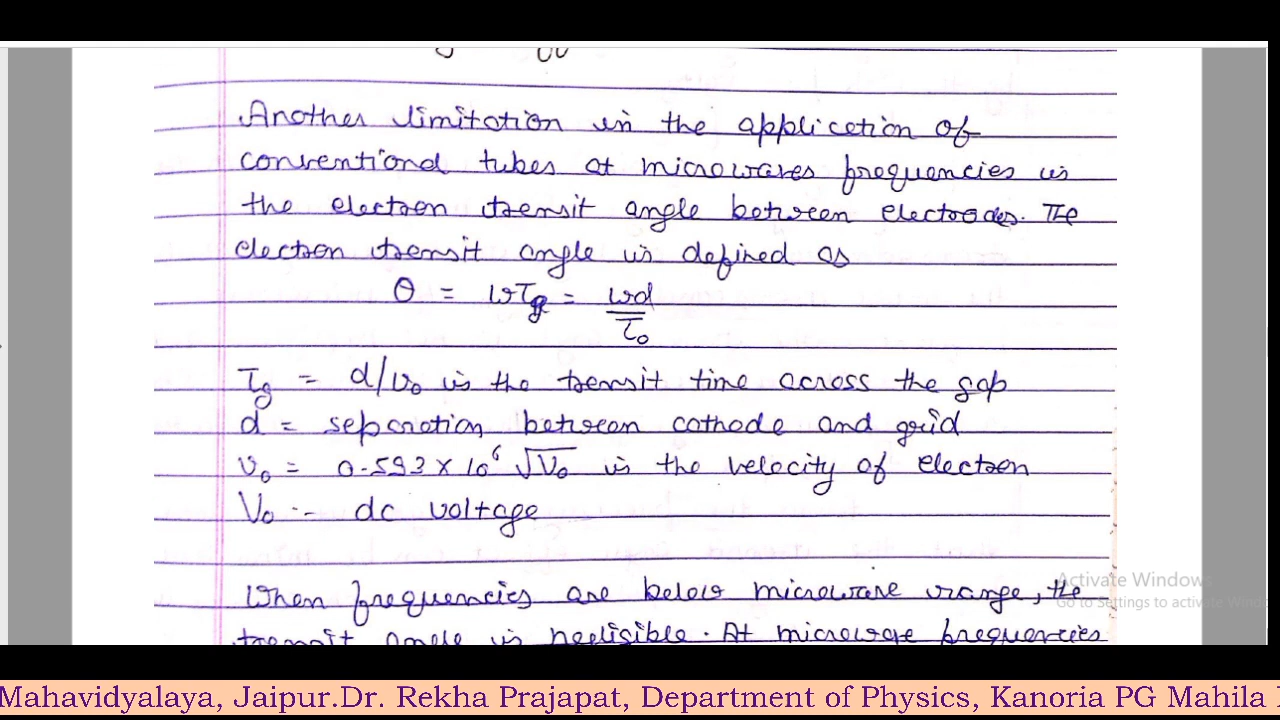 Another limitation in the application of
conventional tubes at microwaves frequencies is
the electron transit angle between electrodes. The
electron transit angle is defined as
θ = ωτg = ωd
τ₀
τg = d/υ₀ is the transit time across the gap
d = separation between cathode and grid
υ₀ = 0.593 × 10⁶ √V₀ is the velocity of electron
V₀ :- dc voltage
When frequencies are below microwave range, the
transit angle is negligible. At microwave frequencies
Activate Windows
Go to Settings to activate Windo
Mahavidyalaya, Jaipur.Dr. Rekha Prajapat, Department of Physics, Kanoria PG Mahila